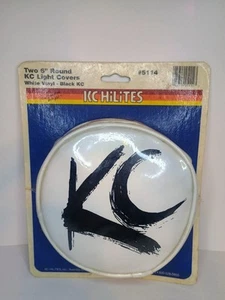 Two 6" Round
KC Light Covers
White Vinyl - Black KC
#5114
KC HiLiTES
KC